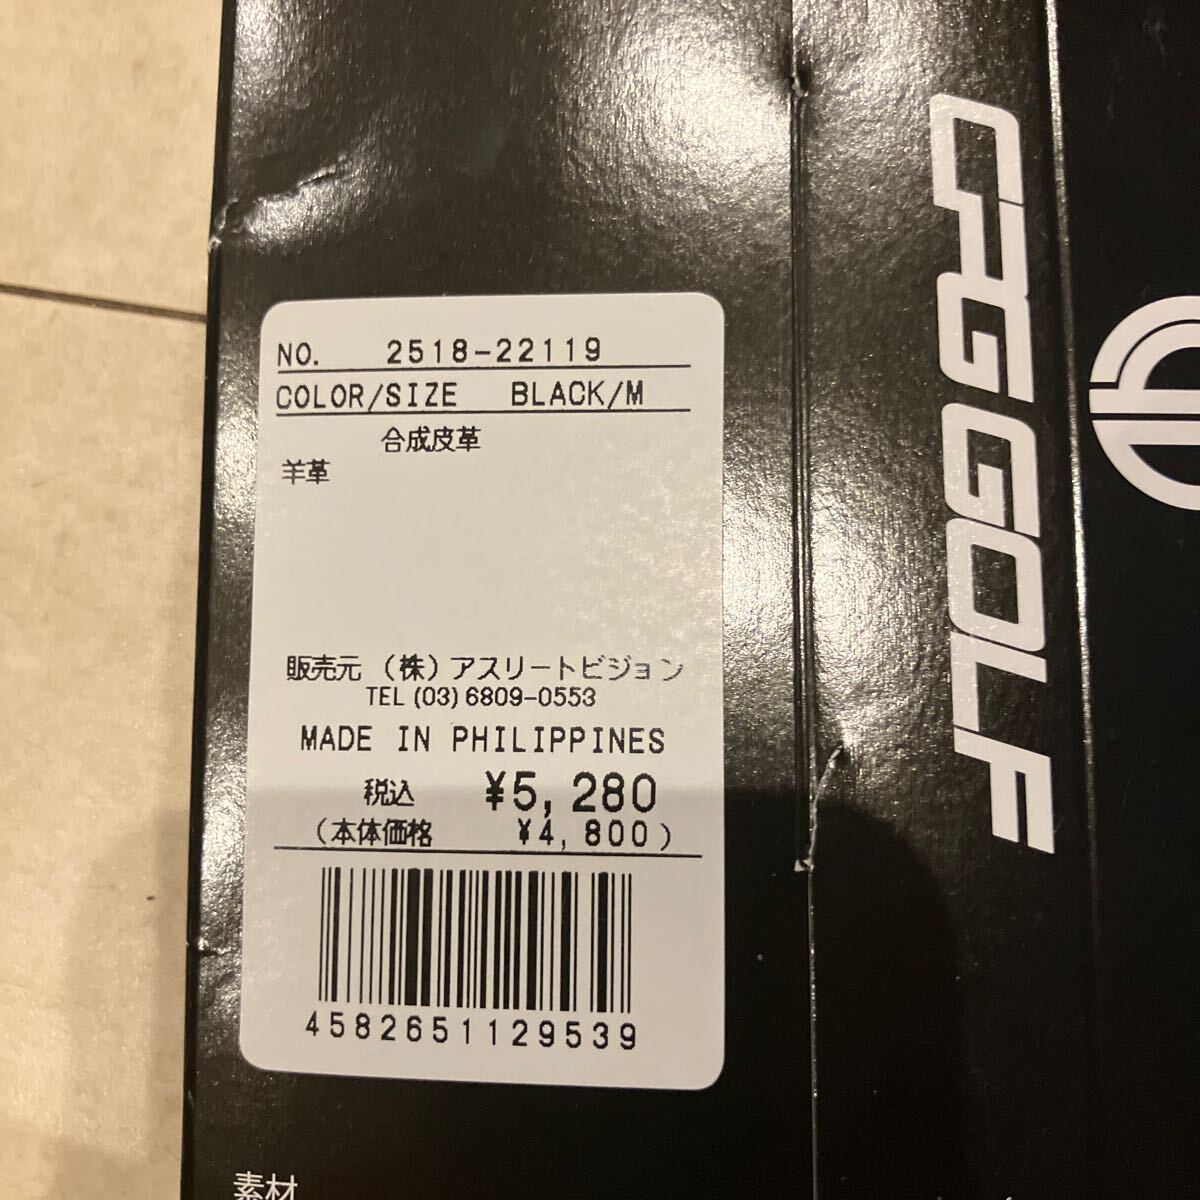 NO. 2518-22119
COLOR/SIZE BLACK/M
合成皮革
羊革
販売元 (株) アスリートビジョン
TEL (03) 6809-0553
MADE IN PHILIPPINES
税込 ¥5,280
(本体価格 ¥4,800)
4582651129539
CPG GOLF
素材